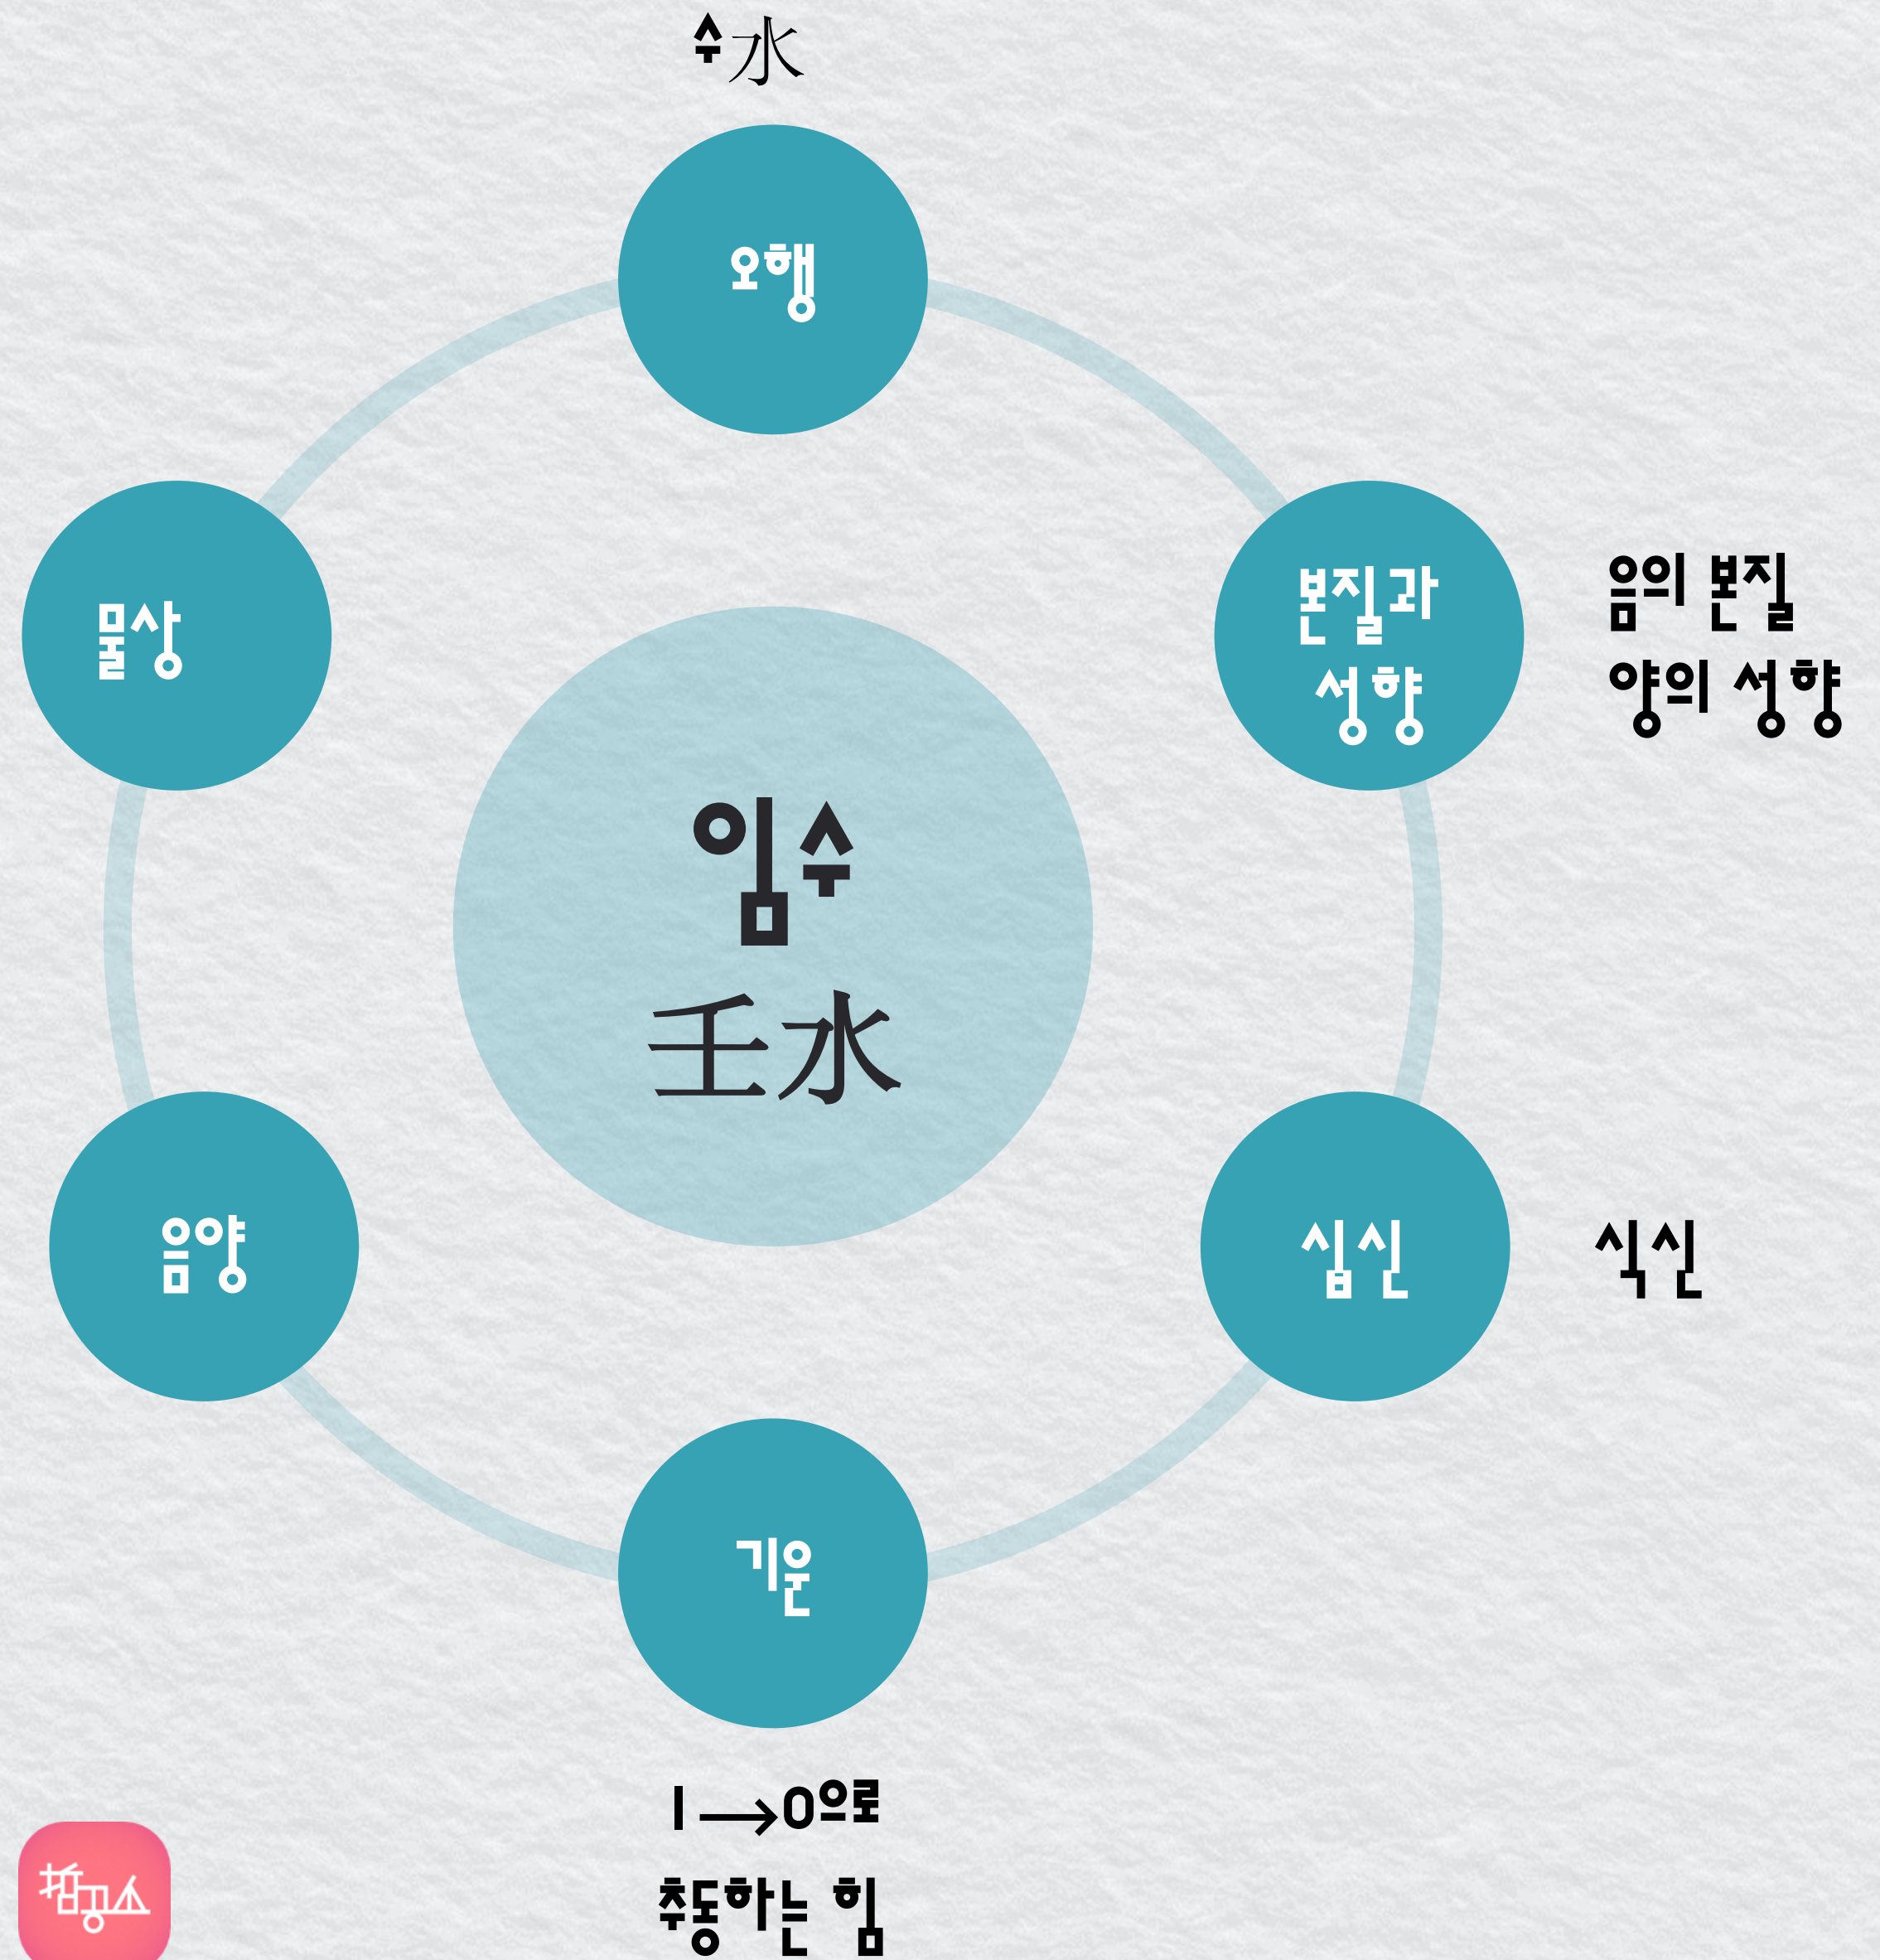 수水
오행
물상
본질과
성향
음의 본질
양의 성향
임수
壬水
음양
십신
식신
기운
1→0으로
추동하는 힘